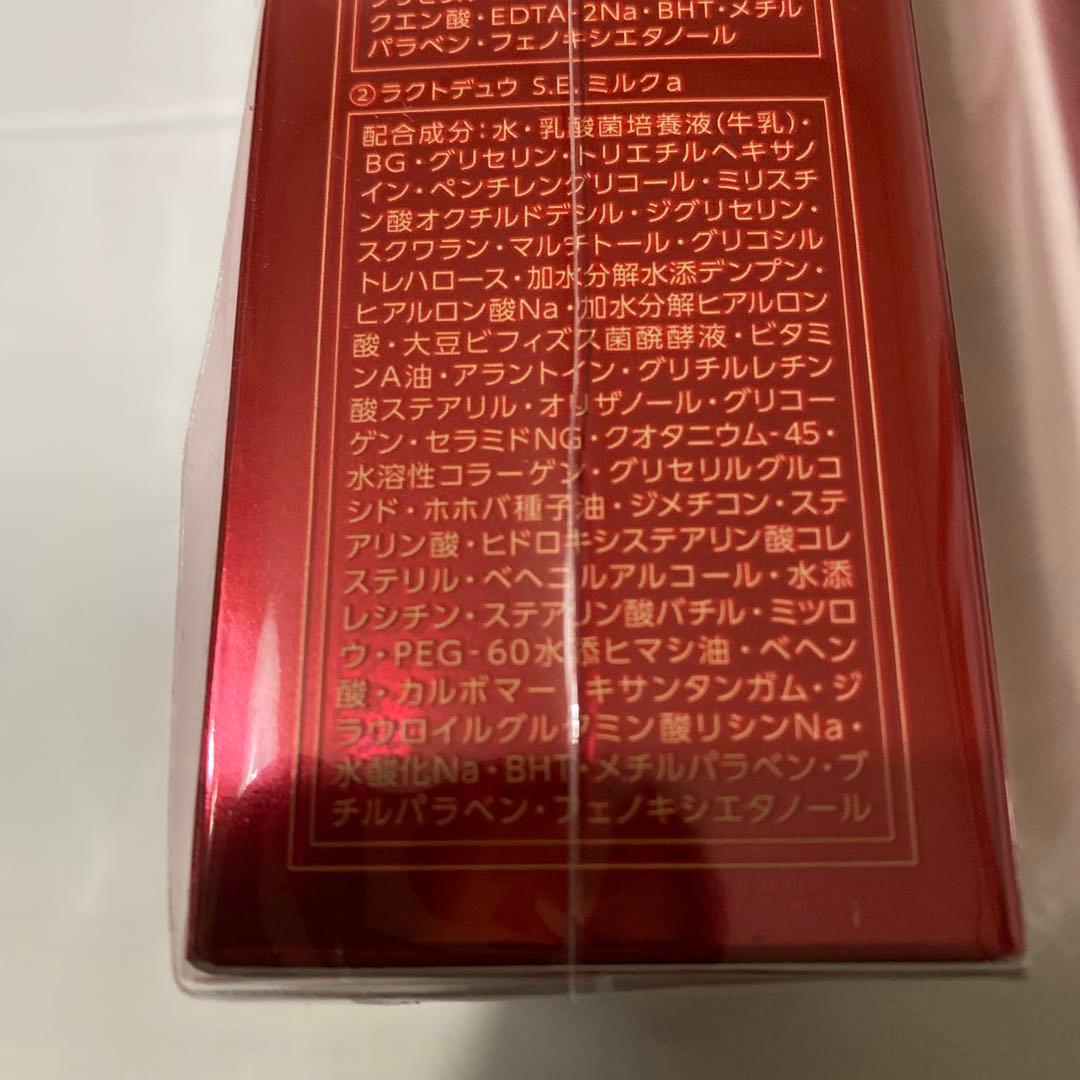 クエン酸・EDTA-2Na・BHT・メチル
パラベン・フェノキシエタノール
②ラクトデュウ S.E.ミルクa
配合成分：水・乳酸菌培養液(牛乳)・
BG・グリセリン・トリエチルヘキサノ
イン・ペンチレングリコール・ミリスチ
ン酸オクチルドデシル・ジグリセリン・
スクワラン・マルチトール・グリコシル
トレハロース・加水分解水添デンプン・
ヒアルロン酸Na・加水分解ヒアルロン
酸・大豆ビフィズス菌醗酵液・ビタミ
ンA油・アラントイン・グリチルレチン
酸ステアリル・オリザノール・グリコー
ゲン・セラミドNG・クオタニウム-45・
水溶性コラーゲン・グリセリルグルコ
シド・ホホバ種子油・ジメチコン・ステ
アリン酸・ヒドロキシステアリン酸コレ
ステリル・ベヘニルアルコール・水添
レシチン・ステアリン酸バチル・ミツロ
ウ・PEG-60水添ヒマシ油・ベヘン
酸・カルボマー・キサンタンガム・ジ
ラウロイルグルタミン酸リシンNa・
水酸化Na・BHT・メチルパラベン・ブ
チルパラベン・フェノキシエタノール